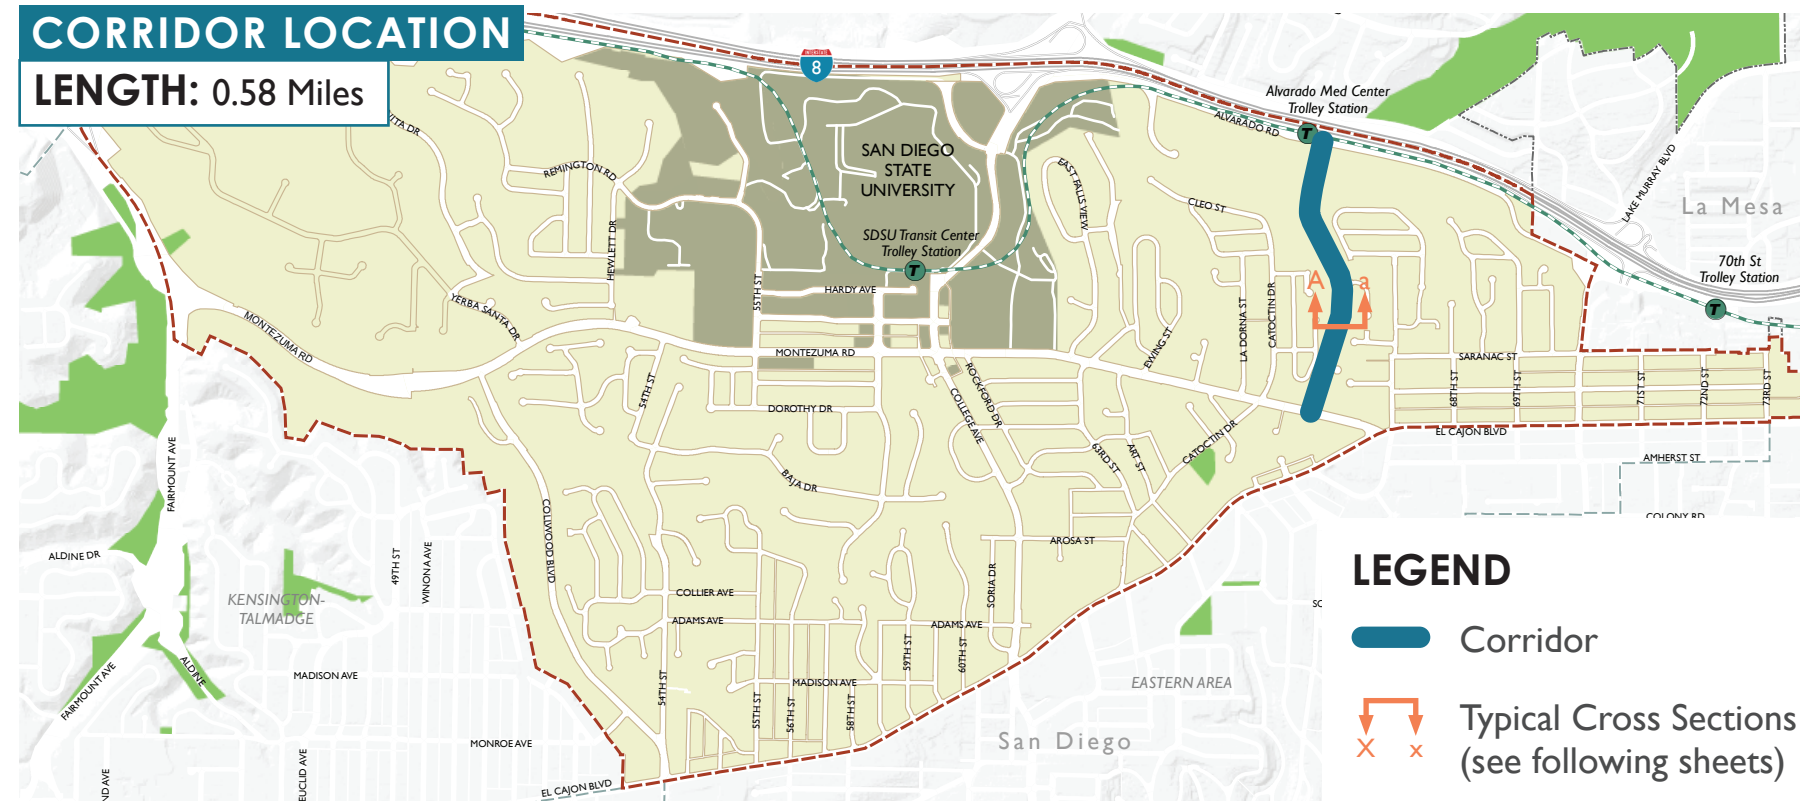 CORRIDOR LOCATION
LENGTH: 0.58 Miles
INTERSTATE
8
Alvarado Med Center
Trolley Station
T
ALVARADO RD
LAKE MURRAY BLVD
La Mesa
70th St
Trolley Station
T
REMINGTON RD
HEWLETT DR
SAN DIEGO
STATE
UNIVERSITY
SDSU Transit Center
Trolley Station
T
EAST FALLS VIEW
CLEO ST
HARDY AVE
55TH ST
YERBA SANTA DR
MONTEZUMA RD
MONTEZUMA RD
EWING ST
LA DORNA ST
CATOCTIN DR
A
a
SARANAC ST
68TH ST
69TH ST
71ST ST
72ND ST
73RD ST
54TH ST
DOROTHY DR
ROCKFORD DR
COLLEGE AVE
63RD ST
ART ST
CATOCTIN DR
EL CAJON BLVD
AMHERST ST
COLONY RD
FAIRMOUNT AVE
BAJA DR
COLLWOOD BLVD
AROSA ST
ALDINE DR
49TH ST
WINONA AVE
KENSINGTON-
TALMADGE
COLLIER AVE
ADAMS AVE
ADAMS AVE
SORIA DR
59TH ST
60TH ST
FAIRMOUNT AVE
ALDINE
MADISON AVE
54TH ST
MADISON AVE
55TH ST
56TH ST
58TH ST
EASTERN AREA
San Diego
MONROE AVE
EUCLID AVE
EL CAJON BLVD
LEGEND
Corridor
X
x
Typical Cross Sections
(see following sheets)